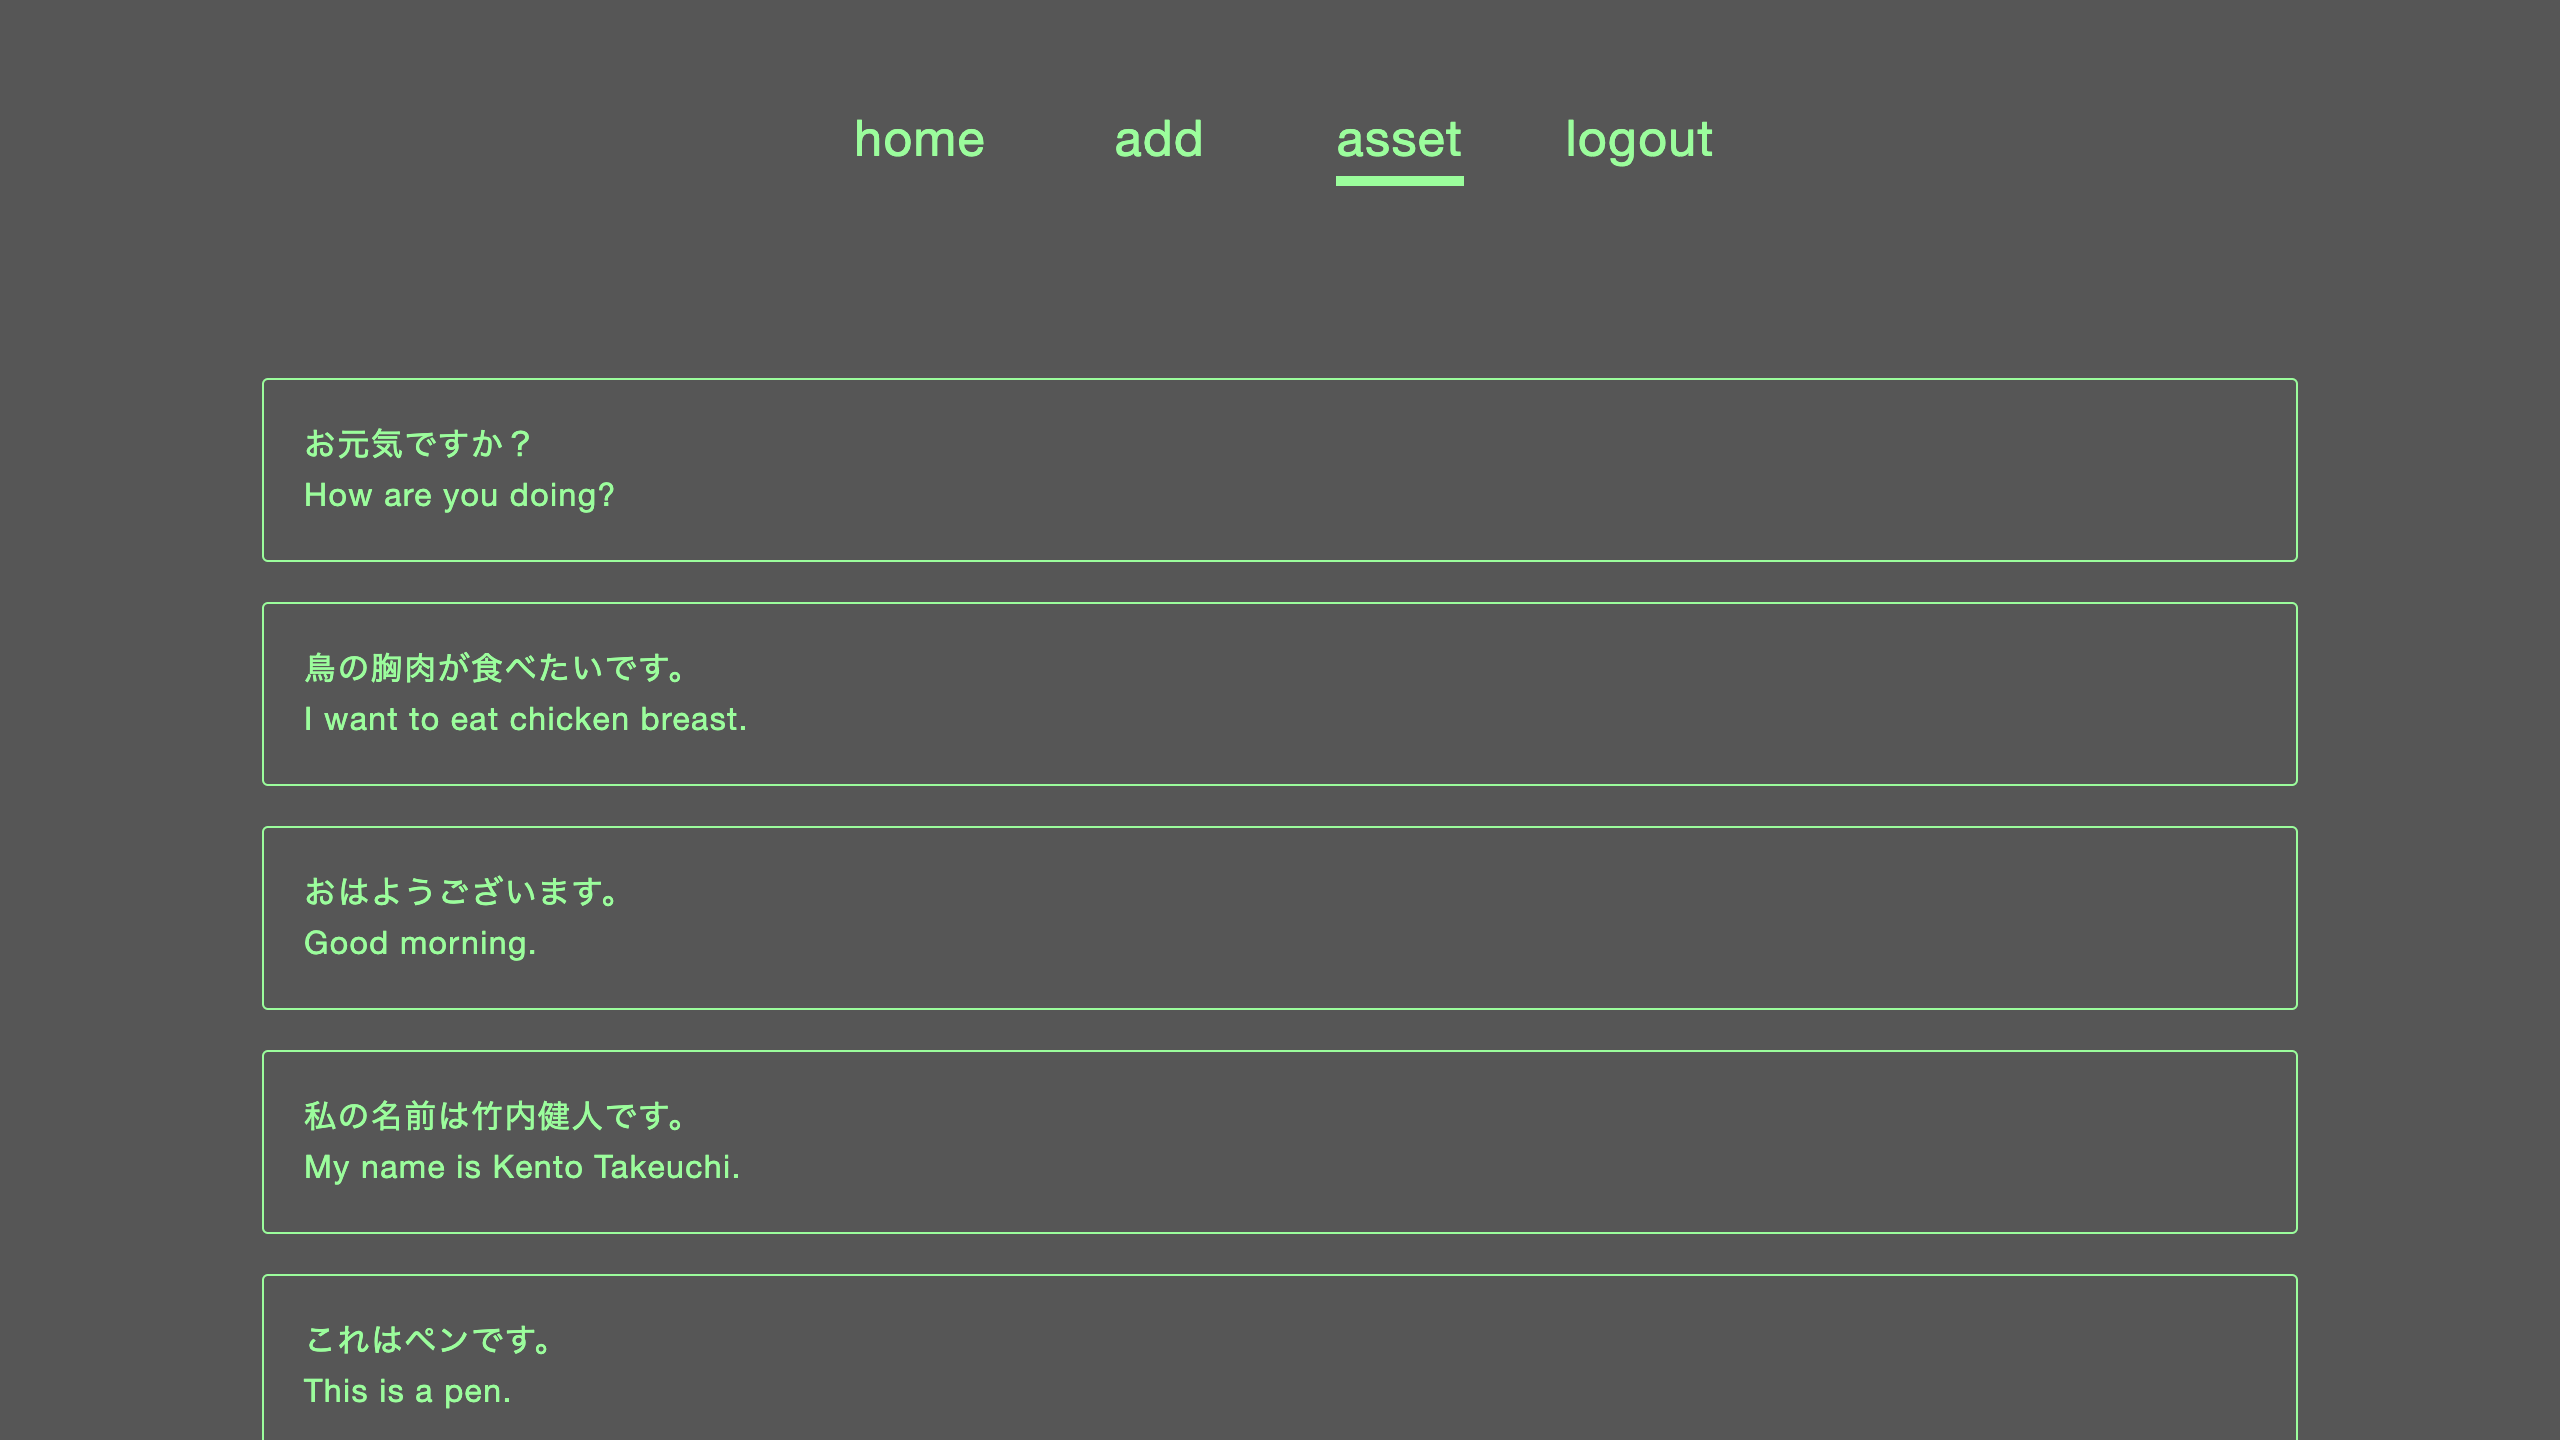 home add asset logout
お元気ですか？
How are you doing?
鳥の胸肉が食べたいです。
I want to eat chicken breast.
おはようございます。
Good morning.
私の名前は竹内健人です。
My name is Kento Takeuchi.
これはペンです。
This is a pen.